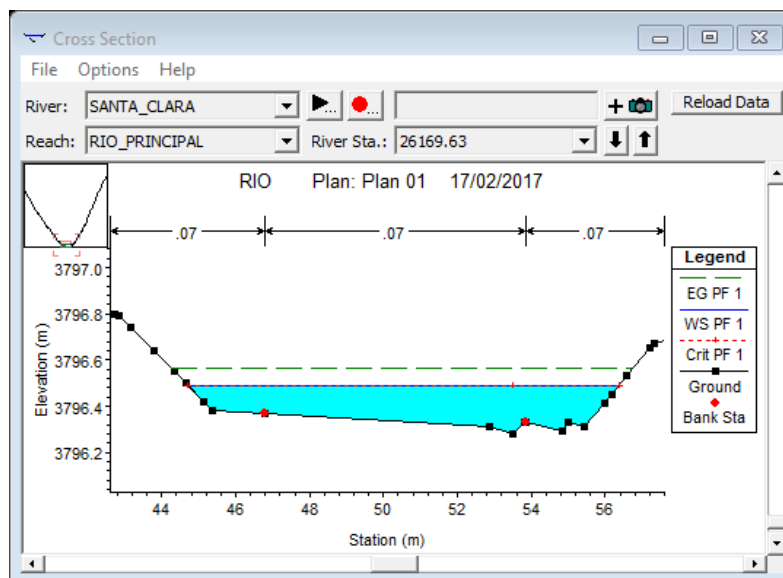 Cross Section
File Options Help
River: SANTA_CLARA
Reload Data
Reach: RIO_PRINCIPAL River Sta.: 26169.63
RIO Plan: Plan 01 17/02/2017
.07 .07 .07
Legend
EG PF 1
WS PF 1
Crit PF 1
Ground
Bank Sta
3797.0
3796.8
3796.6
3796.4
3796.2
Elevation (m)
44 46 48 50 52 54 56
Station (m)